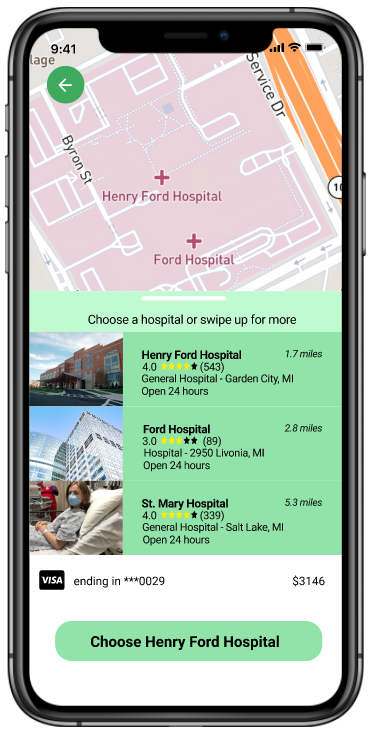 9:41
lage
Service Dr
Byron St
10
Henry Ford Hospital
Ford Hospital
Choose a hospital or swipe up for more
Henry Ford Hospital 1.7 miles
4.0 (543)
General Hospital - Garden City, MI
Open 24 hours
Ford Hospital 2.8 miles
3.0 (89)
Hospital - 2950 Livonia, MI
Open 24 hours
St. Mary Hospital 5.3 miles
4.0 (339)
General Hospital - Salt Lake, MI
Open 24 hours
VISA ending in ***0029 $3146
Choose Henry Ford Hospital